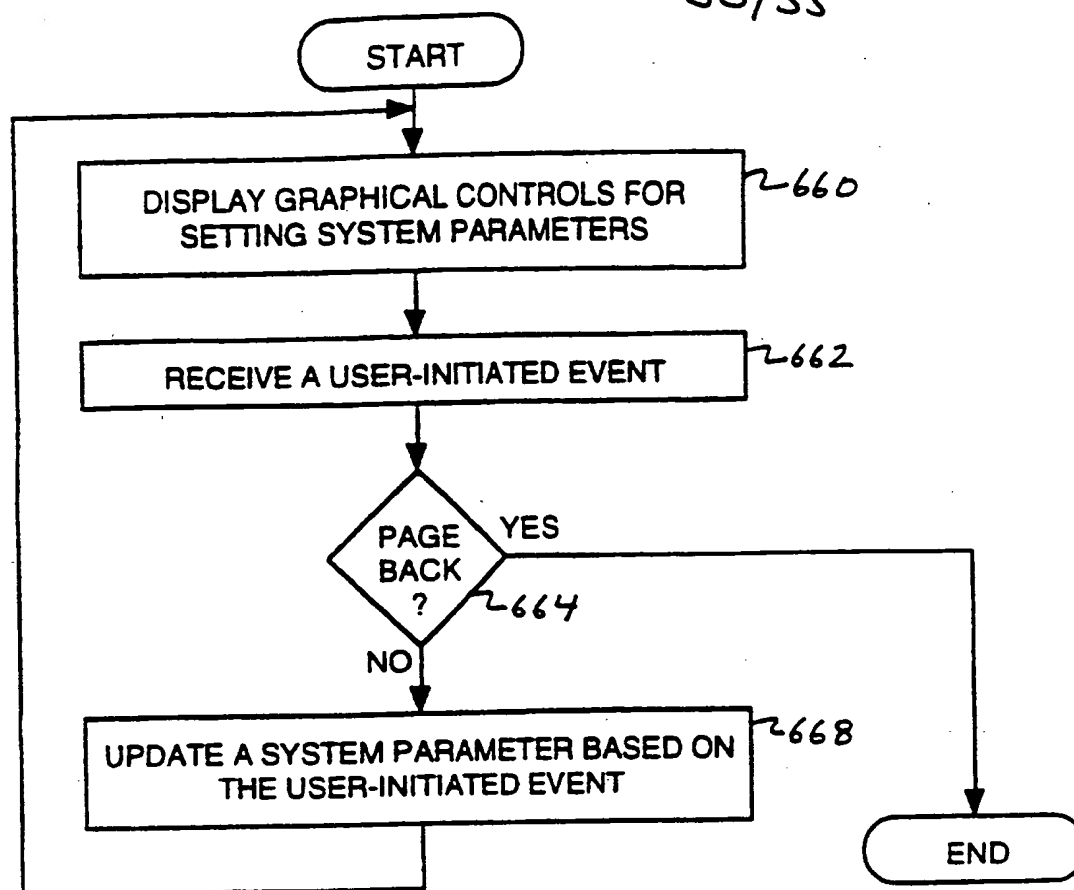 START
DISPLAY GRAPHICAL CONTROLS FOR
SETTING SYSTEM PARAMETERS
660
RECEIVE A USER-INITIATED EVENT
662
PAGE
BACK
?
YES
664
NO
UPDATE A SYSTEM PARAMETER BASED ON
THE USER-INITIATED EVENT
668
END